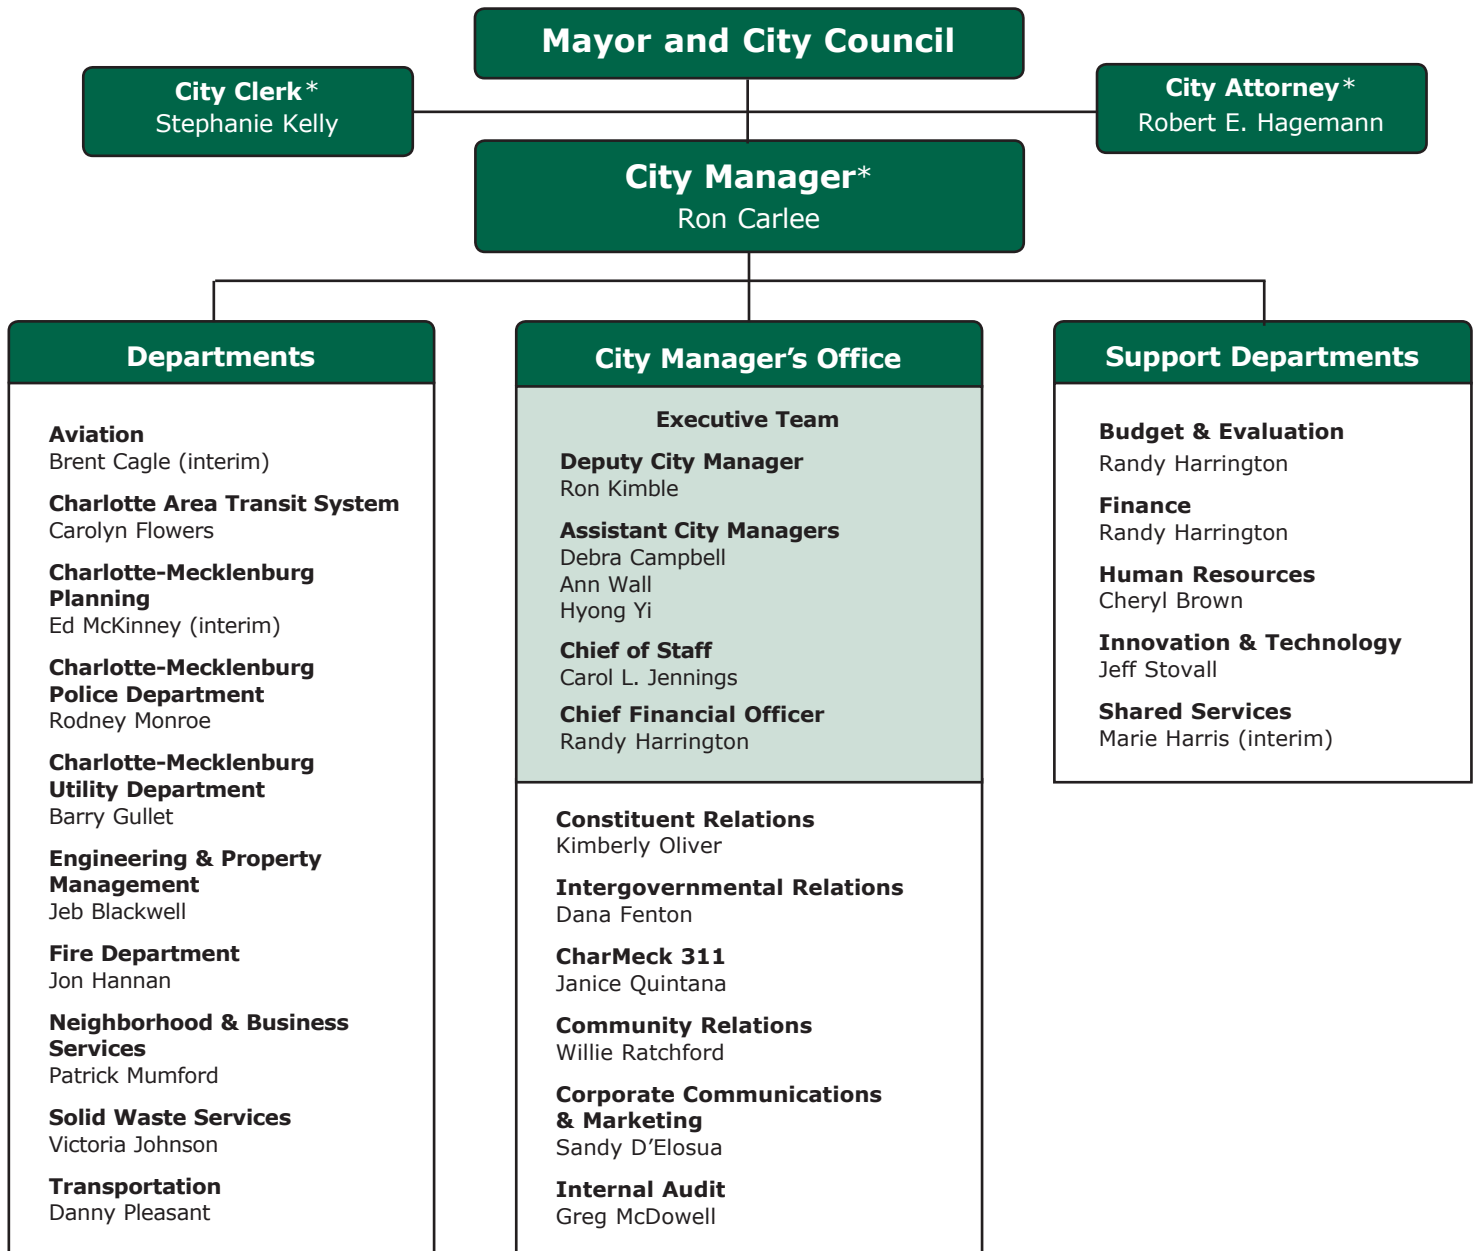 Mayor and City Council
City Clerk*
Stephanie Kelly
City Attorney*
Robert E. Hagemann
City Manager*
Ron Carlee
Departments
Aviation
Brent Cagle (interim)
Charlotte Area Transit System
Carolyn Flowers
Charlotte-Mecklenburg
Planning
Ed McKinney (interim)
Charlotte-Mecklenburg
Police Department
Rodney Monroe
Charlotte-Mecklenburg
Utility Department
Barry Gullet
Engineering & Property
Management
Jeb Blackwell
Fire Department
Jon Hannan
Neighborhood & Business
Services
Patrick Mumford
Solid Waste Services
Victoria Johnson
Transportation
Danny Pleasant
City Manager’s Office
Executive Team
Deputy City Manager
Ron Kimble
Assistant City Managers
Debra Campbell
Ann Wall
Hyong Yi
Chief of Staff
Carol L. Jennings
Chief Financial Officer
Randy Harrington
Constituent Relations
Kimberly Oliver
Intergovernmental Relations
Dana Fenton
CharMeck 311
Janice Quintana
Community Relations
Willie Ratchford
Corporate Communications
& Marketing
Sandy D’Elosua
Internal Audit
Greg McDowell
Support Departments
Budget & Evaluation
Randy Harrington
Finance
Randy Harrington
Human Resources
Cheryl Brown
Innovation & Technology
Jeff Stovall
Shared Services
Marie Harris (interim)